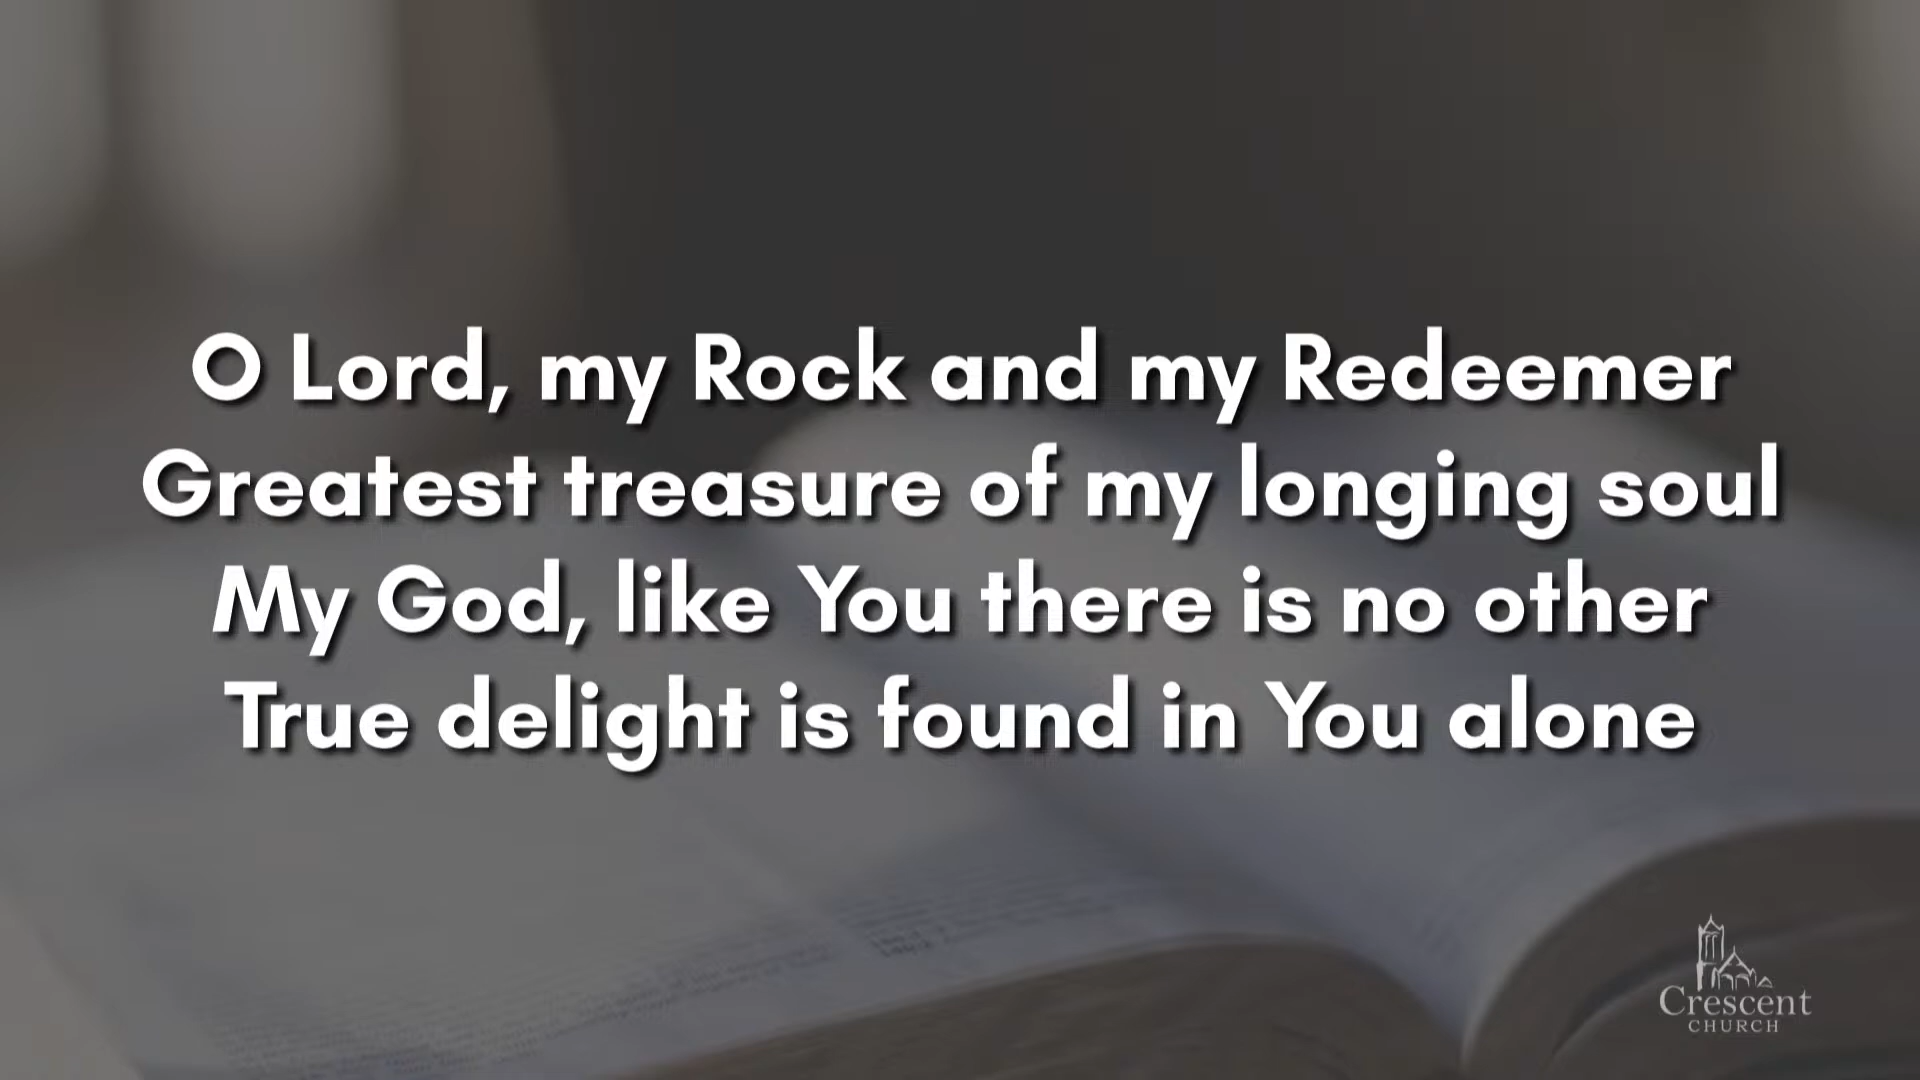 O Lord, my Rock and my Redeemer
Greatest treasure of my longing soul
My God, like You there is no other
True delight is found in You alone
Crescent
CHURCH